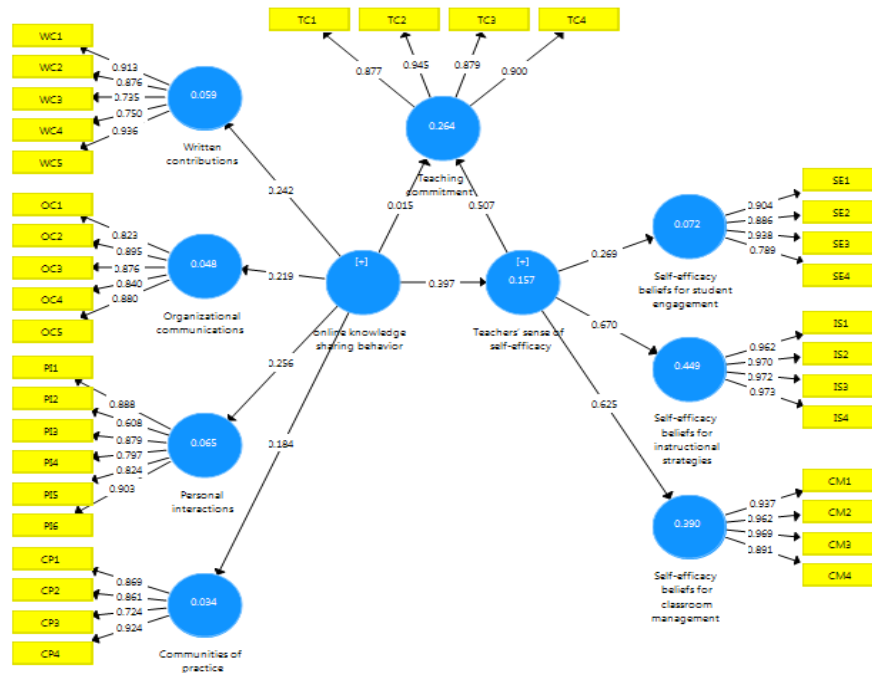 TC1
TC2
TC3
TC4
0.877
0.945
0.879
0.900
0.264
Teaching
commitment
WC1
WC2
WC3
WC4
WC5
0.913
0.876
0.735
0.750
0.936
0.059
Written
contributions
0.242
OC1
OC2
OC3
OC4
OC5
0.823
0.895
0.876
0.840
0.880
0.048
Organizational
communications
0.219
PI1
PI2
PI3
PI4
PI5
PI6
0.888
0.608
0.879
0.797
0.824
0.903
0.065
Personal
interactions
0.256
CP1
CP2
CP3
CP4
0.869
0.861
0.724
0.924
0.034
Communities of
practice
0.184
[+]
online knowledge
sharing behavior
0.015
0.397
0.507
[+]
0.157
Teachers' sense of
self-efficacy
0.269
0.670
0.625
SE1
SE2
SE3
SE4
0.904
0.886
0.938
0.789
0.072
Self-efficacy
beliefs for student
engagement
IS1
IS2
IS3
IS4
0.962
0.970
0.972
0.973
0.449
Self-efficacy
beliefs for
instructional
strategies
CM1
CM2
CM3
CM4
0.937
0.962
0.969
0.891
0.390
Self-efficacy
beliefs for
classroom
management